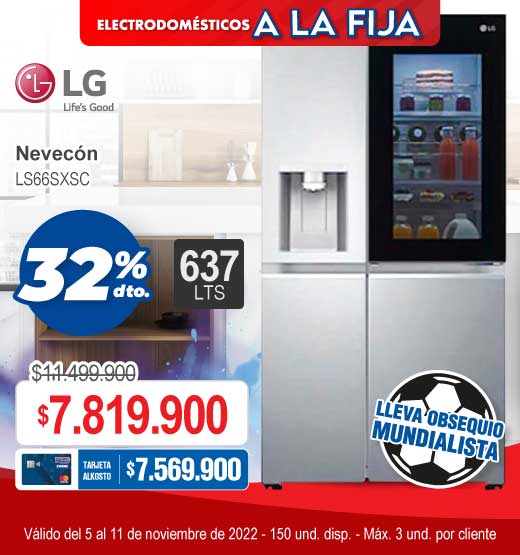 ELECTRODOMÉSTICOS A LA FIJA
LG
LG
Life's Good
Nevecón
LS66SXSC
32% dto.
637
LTS
$11.499.900
$7.819.900
TARJETA
ALKOSTO
$7.569.900
LLEVA OBSEQUIO
MUNDIALISTA
Válido del 5 al 11 de noviembre de 2022 - 150 und. disp. - Máx. 3 und. por cliente